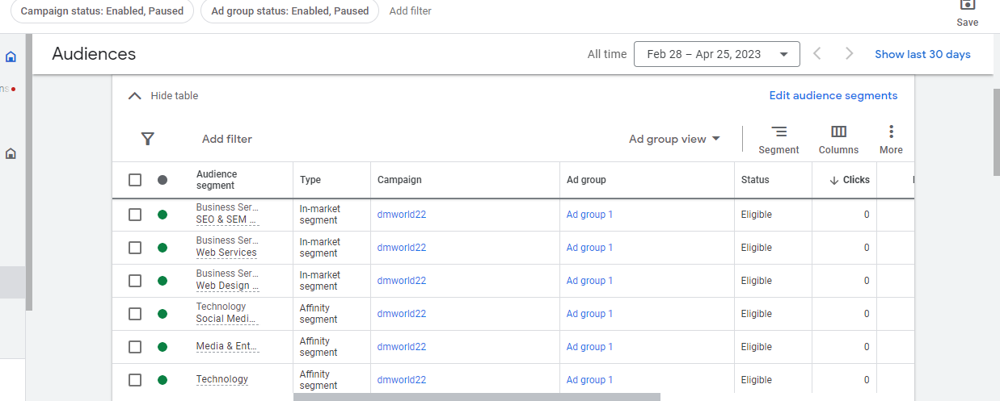 Campaign status: Enabled, Paused
Ad group status: Enabled, Paused
Add filter
Save
Audiences
All time
Feb 28 – Apr 25, 2023
Show last 30 days
Hide table
Edit audience segments
Add filter
Ad group view
Segment
Columns
More
Audience
segment
Type
Campaign
Ad group
Status
Clicks
Business Ser...
SEO & SEM ...
In-market
segment
dmworld22
Ad group 1
Eligible
0
Business Ser...
Web Services
In-market
segment
dmworld22
Ad group 1
Eligible
0
Business Ser...
Web Design ...
In-market
segment
dmworld22
Ad group 1
Eligible
0
Technology
Social Medi...
Affinity
segment
dmworld22
Ad group 1
Eligible
0
Media & Ent...
Affinity
segment
dmworld22
Ad group 1
Eligible
0
Technology
Affinity
segment
dmworld22
Ad group 1
Eligible
0